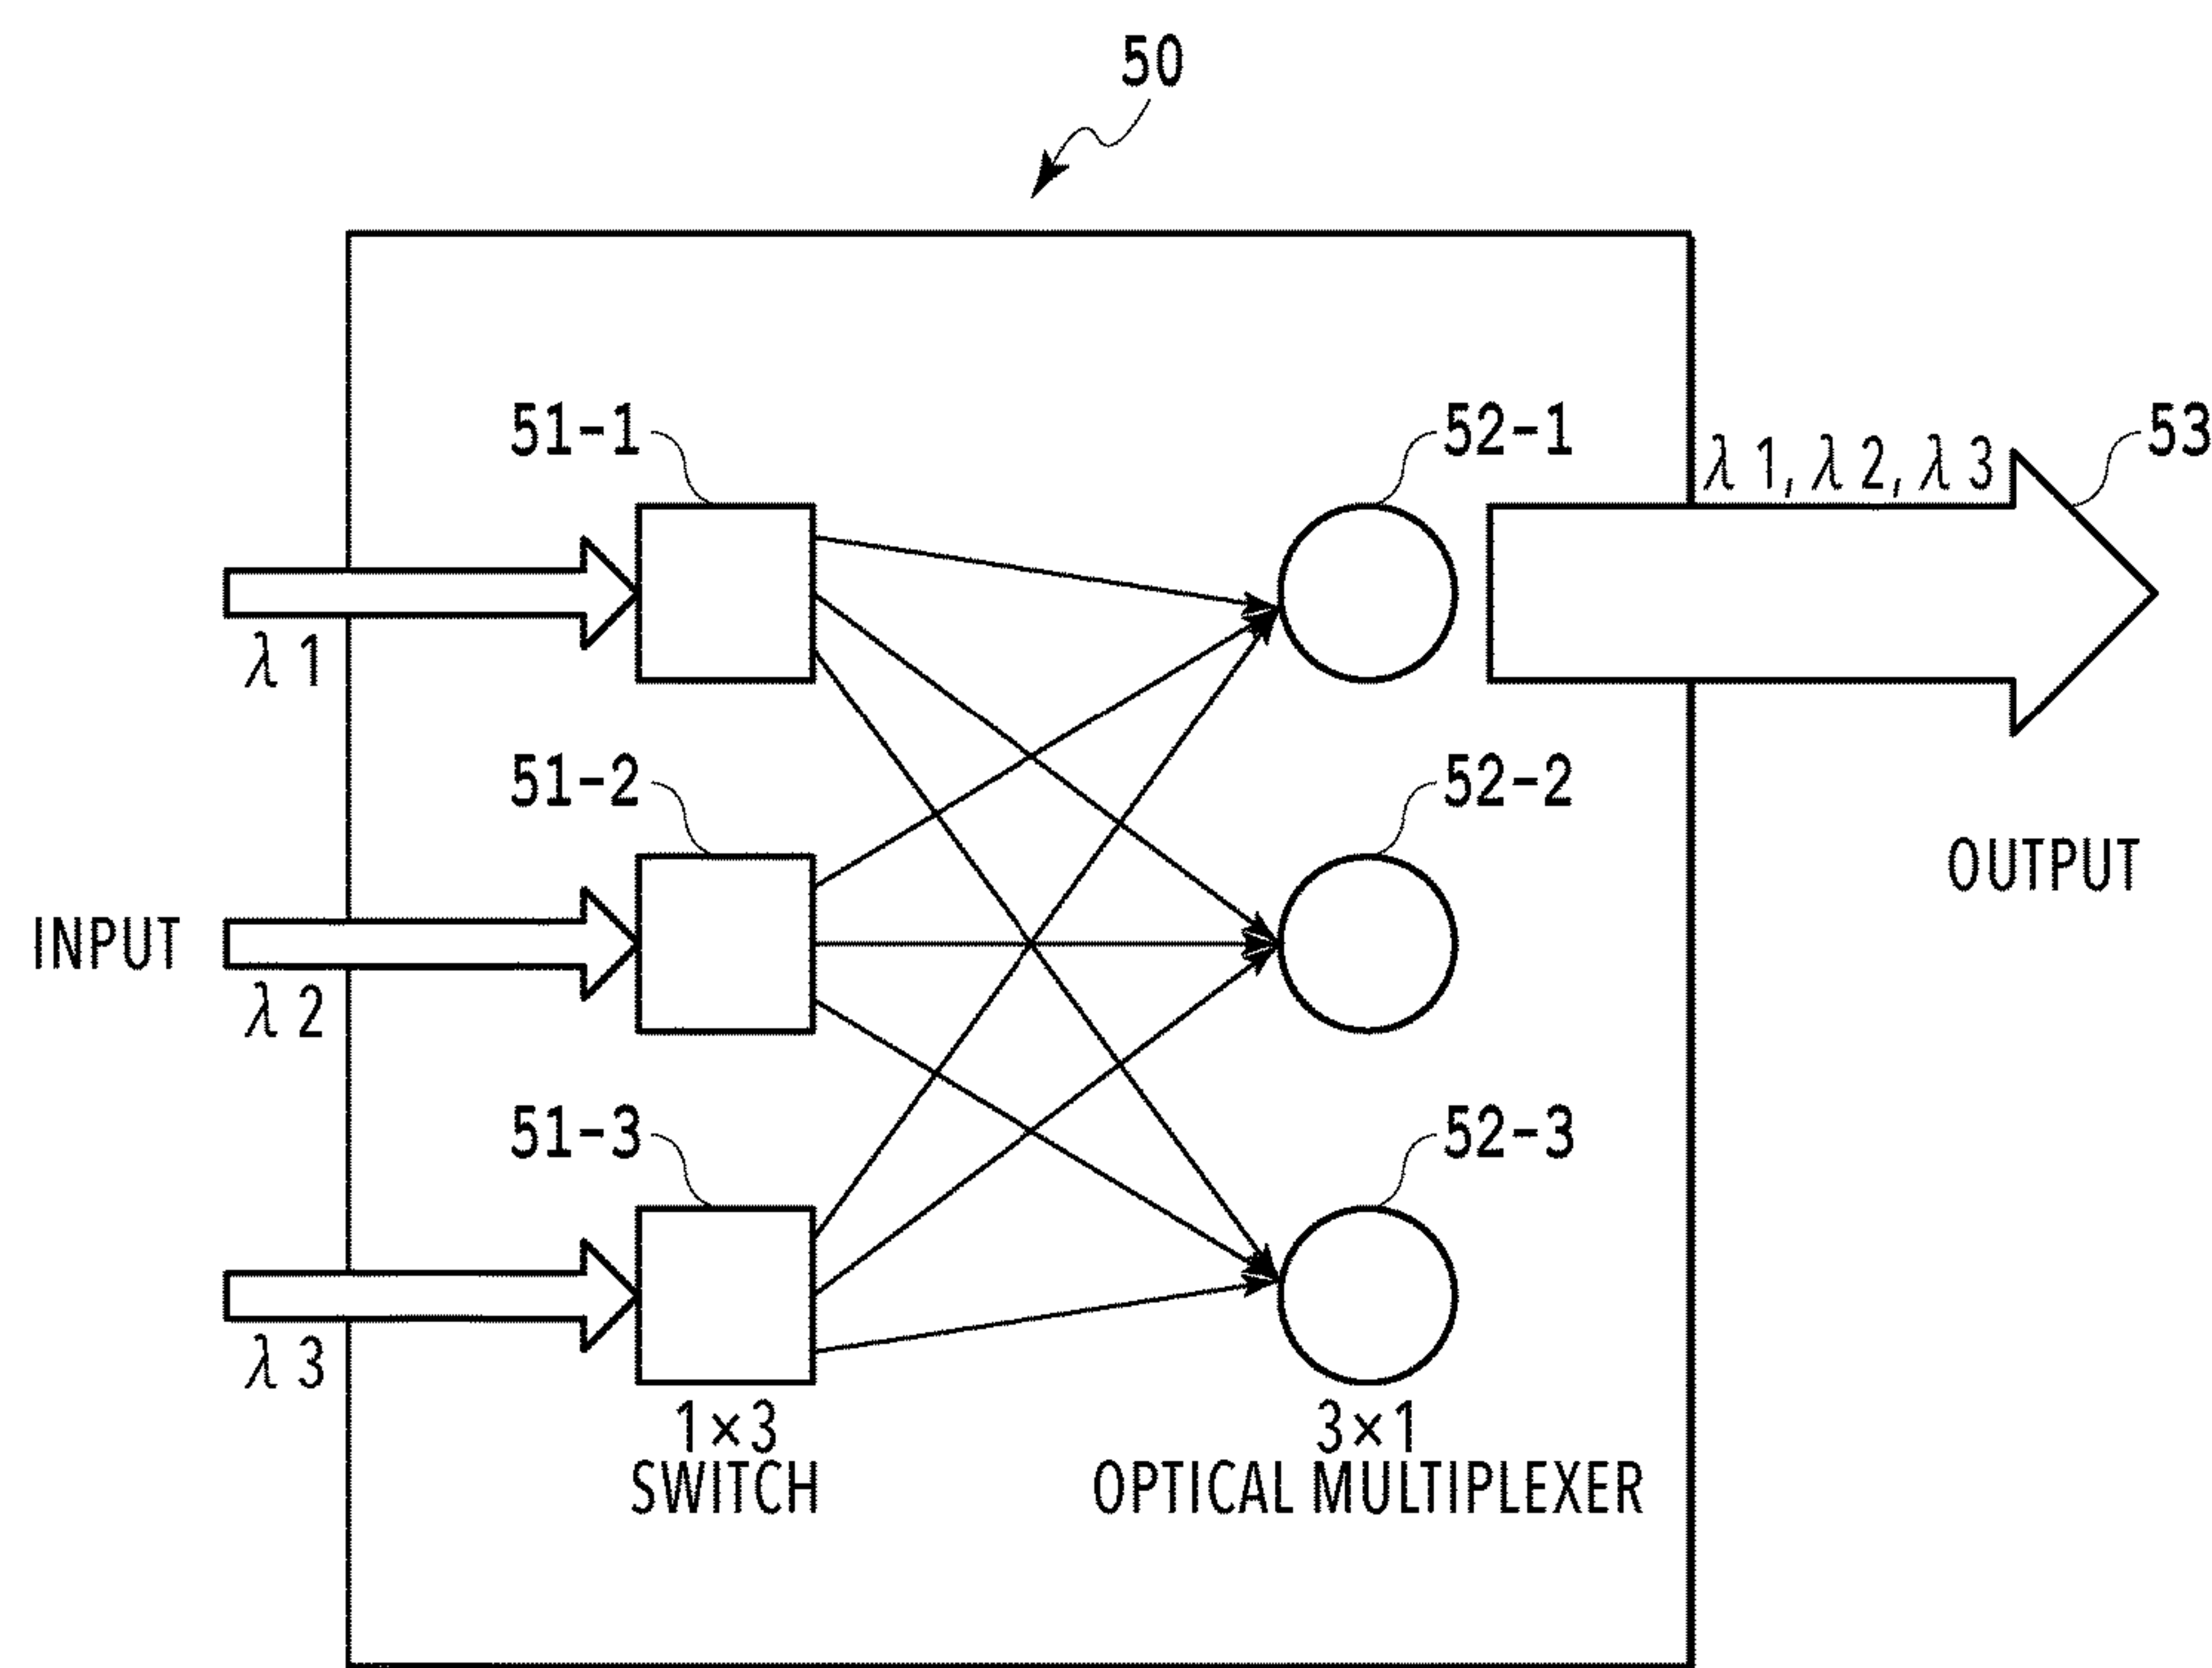 50
51-1
52-1
λ1, λ2, λ3
53
λ1
51-2
52-2
OUTPUT
INPUT
λ2
51-3
52-3
λ3
1×3
SWITCH
3×1
OPTICAL MULTIPLEXER